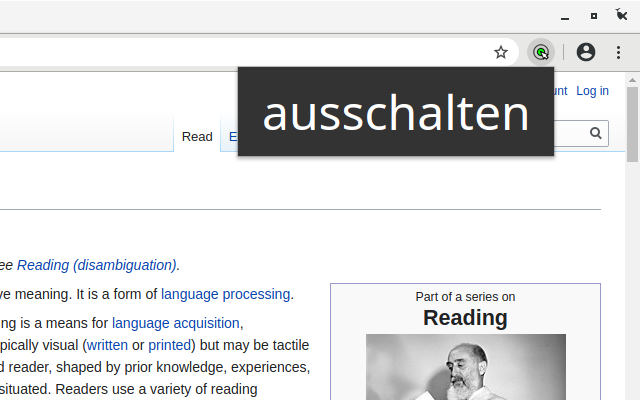 ausschalten
unt Log in
Read E
ee Reading (disambiguation).
ve meaning. It is a form of language processing.
ng is a means for language acquisition,
pically visual (written or printed) but may be tactile
d reader, shaped by prior knowledge, experiences,
situated. Readers use a variety of reading
Part of a series on
Reading